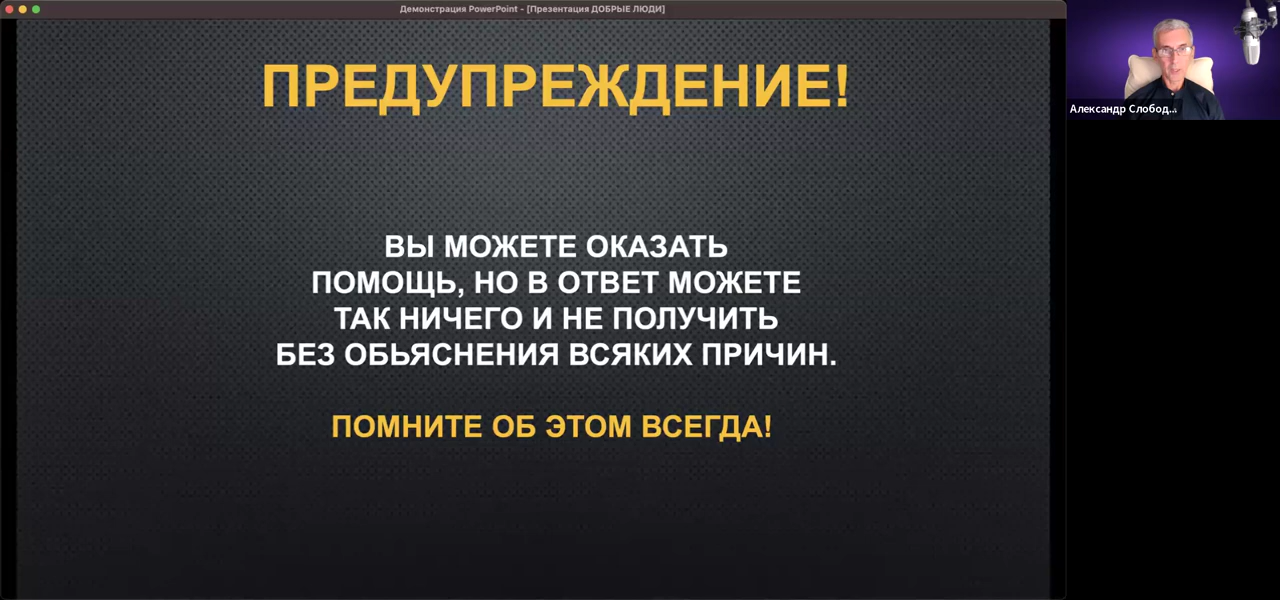 Демонстрация PowerPoint - [Презентация ДОБРЫЕ ЛЮДИ]
ПРЕДУПРЕЖДЕНИЕ!
ВЫ МОЖЕТЕ ОКАЗАТЬ
ПОМОЩЬ, НО В ОТВЕТ МОЖЕТЕ
ТАК НИЧЕГО И НЕ ПОЛУЧИТЬ
БЕЗ ОБЬЯСНЕНИЯ ВСЯКИХ ПРИЧИН.
ПОМНИТЕ ОБ ЭТОМ ВСЕГДА!
Александр Слобод...